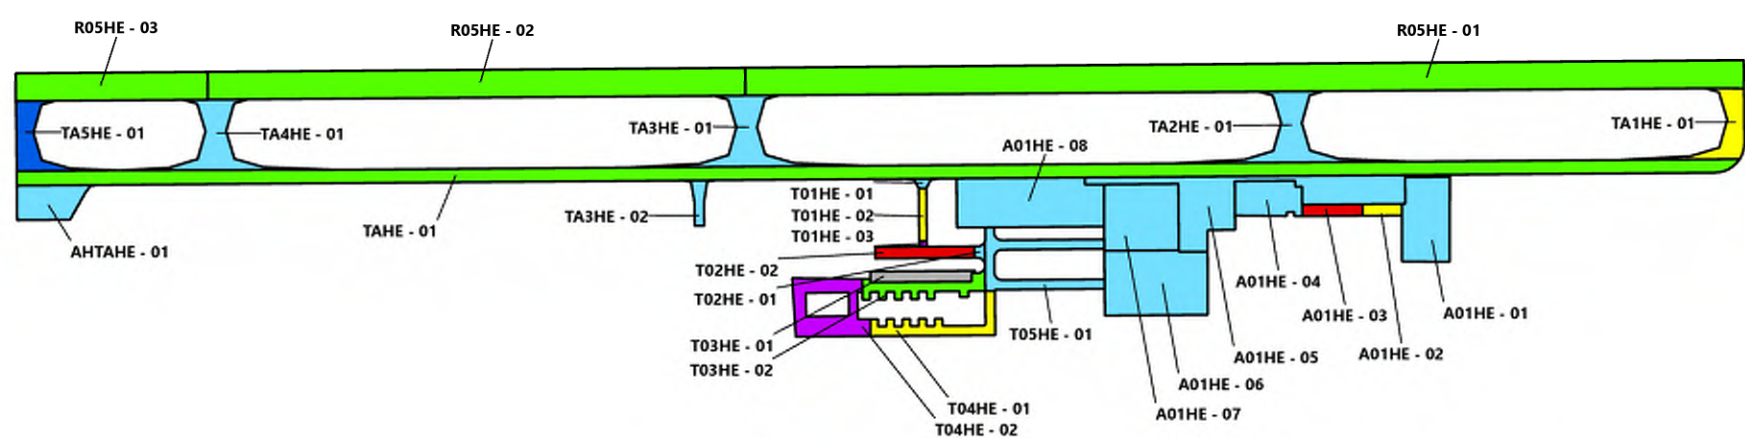 R05HE - 03
R05HE - 02
R05HE - 01
TA5HE - 01
TA4HE - 01
TA3HE - 01
A01HE - 08
TA2HE - 01
TA1HE - 01
AHTAHE - 01
TAHE - 01
TA3HE - 02
T01HE - 01
T01HE - 02
T01HE - 03
T02HE - 02
T02HE - 01
T03HE - 01
T03HE - 02
T04HE - 01
T04HE - 02
T05HE - 01
A01HE - 07
A01HE - 06
A01HE - 05
A01HE - 04
A01HE - 03
A01HE - 02
A01HE - 01